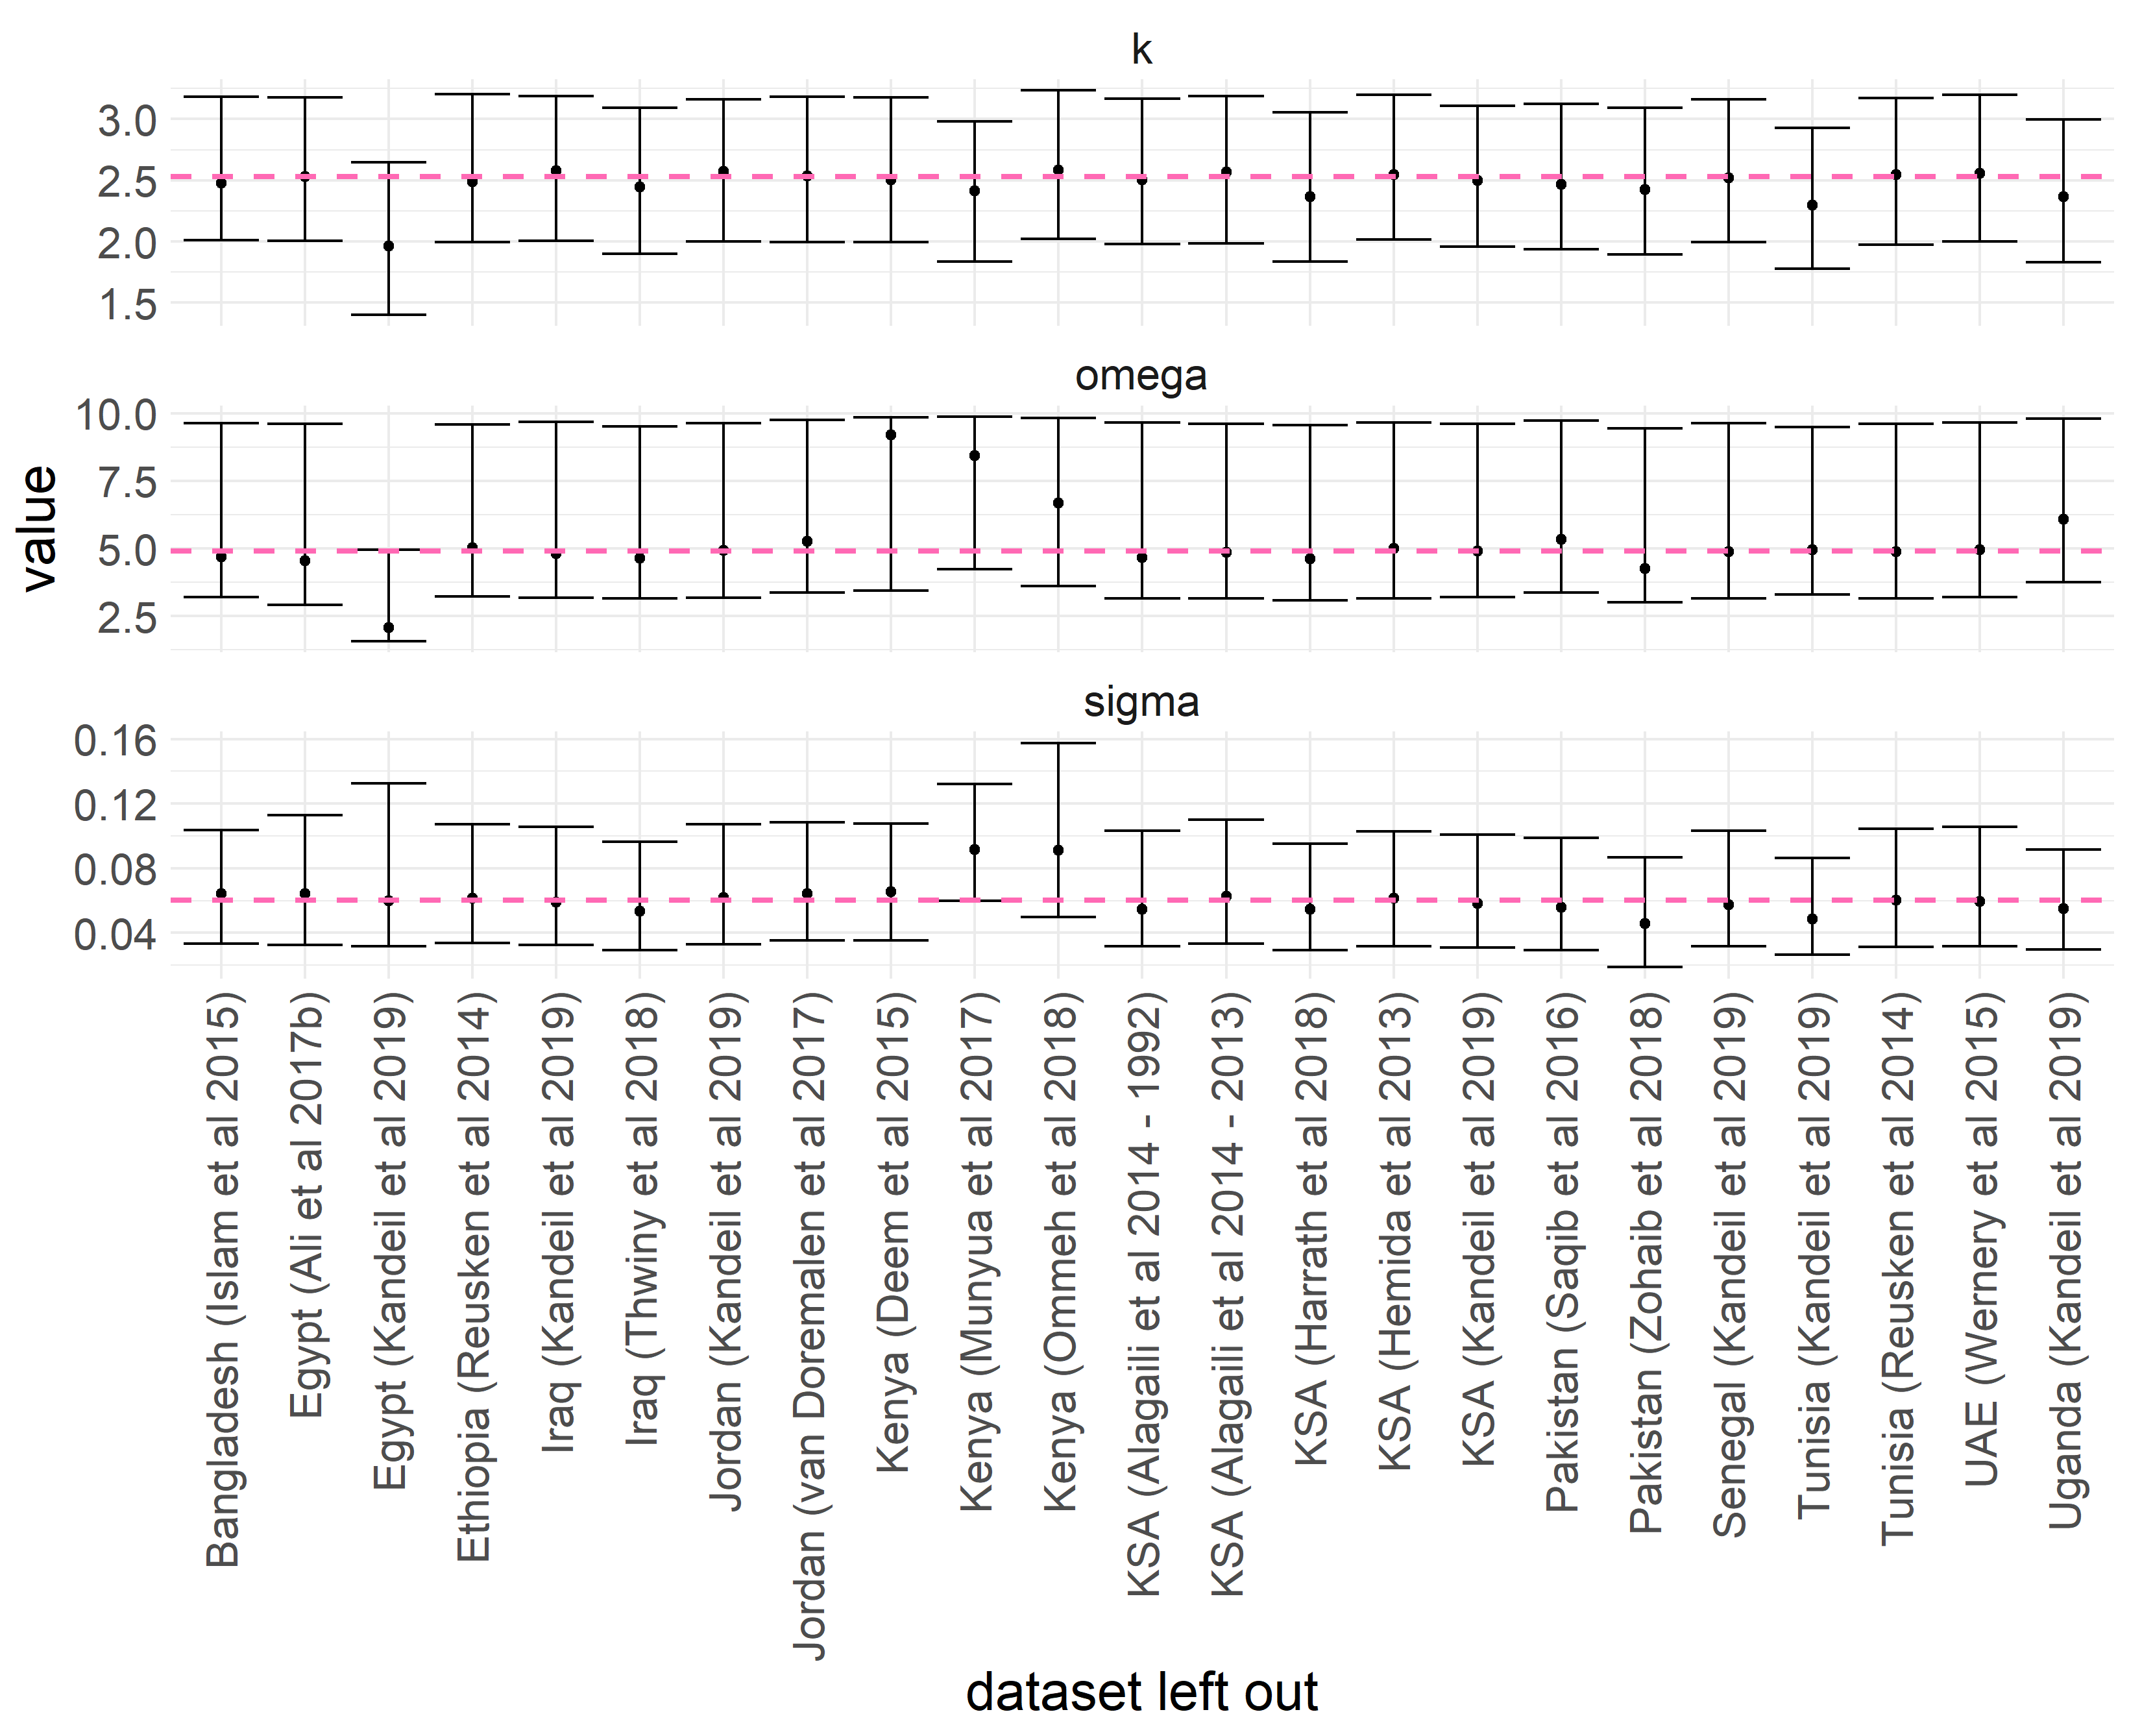 k
3.0
2.5
2.0
1.5
omega
10.0
7.5
5.0
2.5
sigma
0.16
0.12
0.08
0.04
value
Bangladesh (Islam et al 2015)
Egypt (Ali et al 2017b)
Egypt (Kandeil et al 2019)
Ethiopia (Reusken et al 2014)
Iraq (Kandeil et al 2019)
Iraq (Thwiny et al 2018)
Jordan (Kandeil et al 2019)
Jordan (van Doremalen et al 2017)
Kenya (Deem et al 2015)
Kenya (Munyua et al 2017)
Kenya (Ommeh et al 2018)
KSA (Alagaili et al 2014 - 1992)
KSA (Alagaili et al 2014 - 2013)
KSA (Harrath et al 2018)
KSA (Hemida et al 2013)
KSA (Kandeil et al 2019)
Pakistan (Saqib et al 2016)
Pakistan (Zohaib et al 2018)
Senegal (Kandeil et al 2019)
Tunisia (Kandeil et al 2019)
Tunisia (Reusken et al 2014)
UAE (Wernery et al 2015)
Uganda (Kandeil et al 2019)
dataset left out